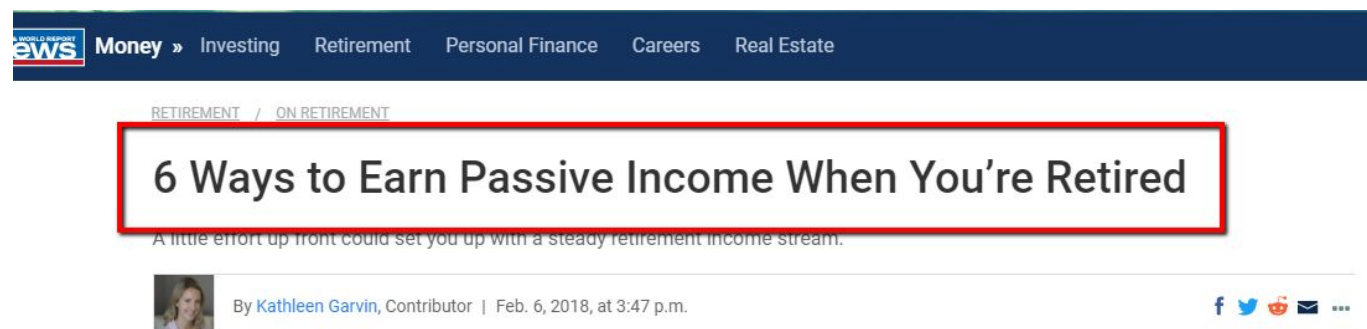 WORLD REPORT
Money » Investing Retirement Personal Finance Careers Real Estate
RETIREMENT / ON RETIREMENT
6 Ways to Earn Passive Income When You’re Retired
A little effort up front could set you up with a steady retirement income stream.
By Kathleen Garvin, Contributor | Feb. 6, 2018, at 3:47 p.m.